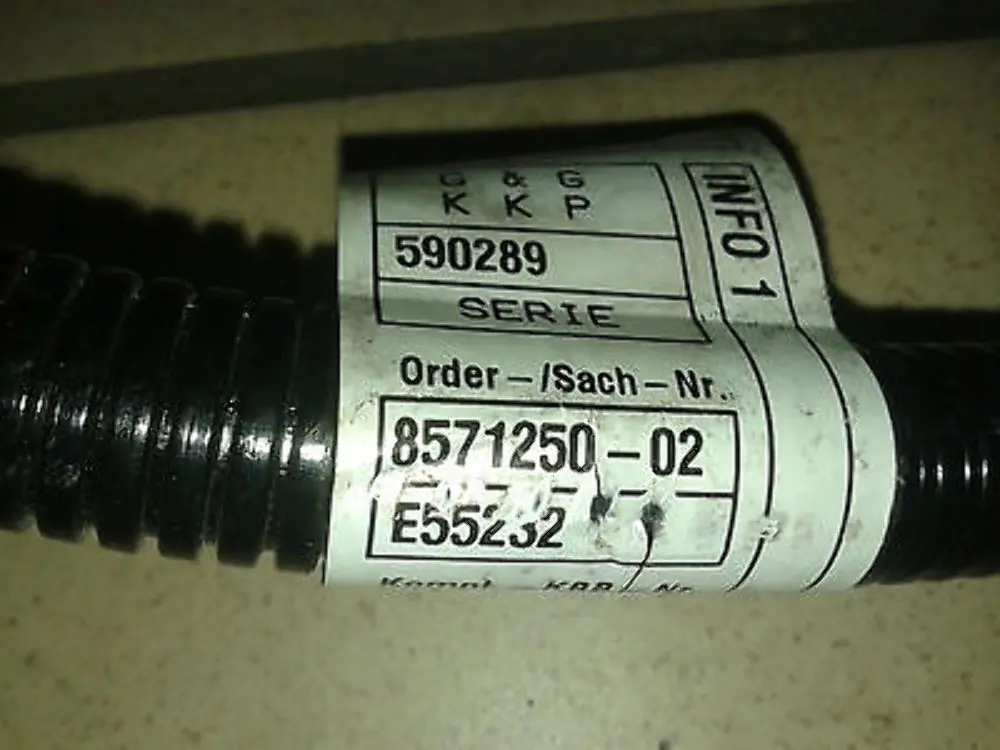 G & G
K K P
590289
SERIE
INFO 1
Order-/Sach-Nr.
8571250-02
E55232